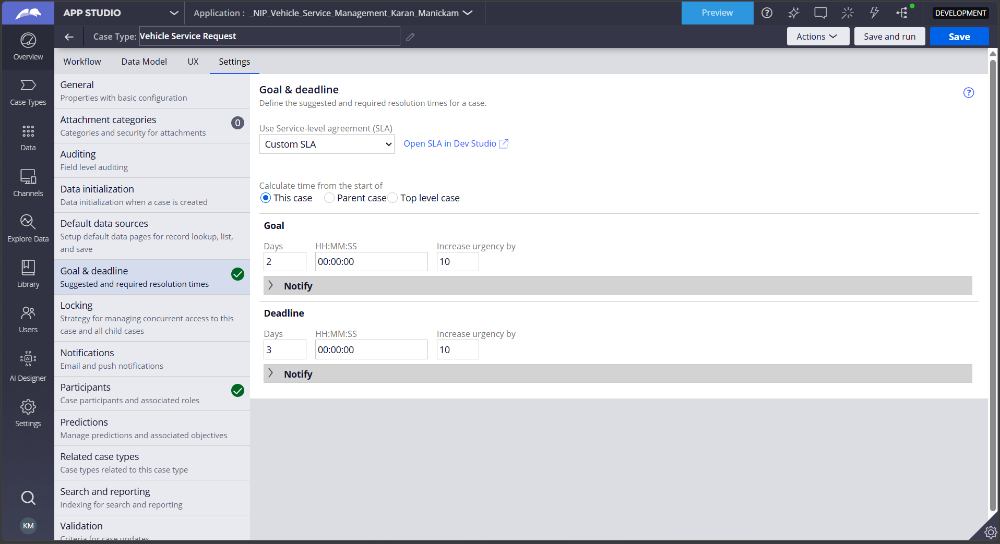 APP STUDIO
Application : _NIP_Vehicle_Service_Management_Karan_Manickam
Preview
DEVELOPMENT
Case Type: Vehicle Service Request
Actions
Save and run
Save
Overview
Case Types
Data
Channels
Explore Data
Library
Users
AI
AI Designer
Settings
KM
Workflow
Data Model
UX
Settings
General
Properties with basic configuration
Attachment categories
0
Categories and security for attachments
Auditing
Field level auditing
Data initialization
Data initialization when a case is created
Default data sources
Setup default data pages for record lookup, list,
and save
Goal & deadline
Suggested and required resolution times
Locking
Strategy for managing concurrent access to this
case and all child cases
Notifications
Email and push notifications
Participants
Case participants and associated roles
Predictions
Manage predictions and associated objectives
Related case types
Case types related to this case type
Search and reporting
Indexing for search and reporting
Validation
Criteria for case updates
Goal & deadline
Define the suggested and required resolution times for a case.
Use Service-level agreement (SLA)
Custom SLA
Open SLA in Dev Studio
Calculate time from the start of
This case Parent case Top level case
Goal
Days HH:MM:SS Increase urgency by
2 00:00:00 10
Notify
Deadline
Days HH:MM:SS Increase urgency by
3 00:00:00 10
Notify